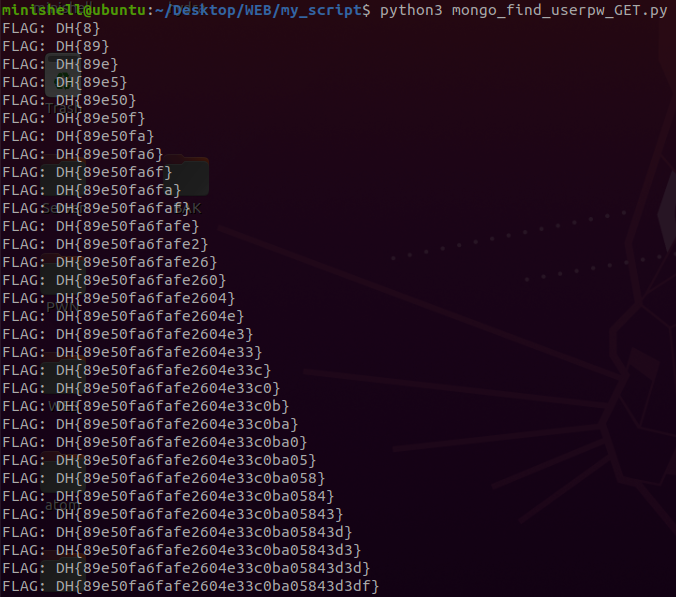 minishell@ubuntu:~/Desktop/WEB/my_script$ python3 mongo_find_userpw_GET.py
FLAG: DH{8}
FLAG: DH{89}
FLAG: DH{89e}
FLAG: DH{89e5}
FLAG: DH{89e50}
FLAG: DH{89e50f}
FLAG: DH{89e50fa}
FLAG: DH{89e50fa6}
FLAG: DH{89e50fa6f}
FLAG: DH{89e50fa6fa}
FLAG: DH{89e50fa6faf}
FLAG: DH{89e50fa6fafe}
FLAG: DH{89e50fa6fafe2}
FLAG: DH{89e50fa6fafe26}
FLAG: DH{89e50fa6fafe260}
FLAG: DH{89e50fa6fafe2604}
FLAG: DH{89e50fa6fafe2604e}
FLAG: DH{89e50fa6fafe2604e3}
FLAG: DH{89e50fa6fafe2604e33}
FLAG: DH{89e50fa6fafe2604e33c}
FLAG: DH{89e50fa6fafe2604e33c0}
FLAG: DH{89e50fa6fafe2604e33c0b}
FLAG: DH{89e50fa6fafe2604e33c0ba}
FLAG: DH{89e50fa6fafe2604e33c0ba0}
FLAG: DH{89e50fa6fafe2604e33c0ba05}
FLAG: DH{89e50fa6fafe2604e33c0ba058}
FLAG: DH{89e50fa6fafe2604e33c0ba0584}
FLAG: DH{89e50fa6fafe2604e33c0ba05843}
FLAG: DH{89e50fa6fafe2604e33c0ba05843d}
FLAG: DH{89e50fa6fafe2604e33c0ba05843d3}
FLAG: DH{89e50fa6fafe2604e33c0ba05843d3d}
FLAG: DH{89e50fa6fafe2604e33c0ba05843d3df}
Trash
PWN
atom